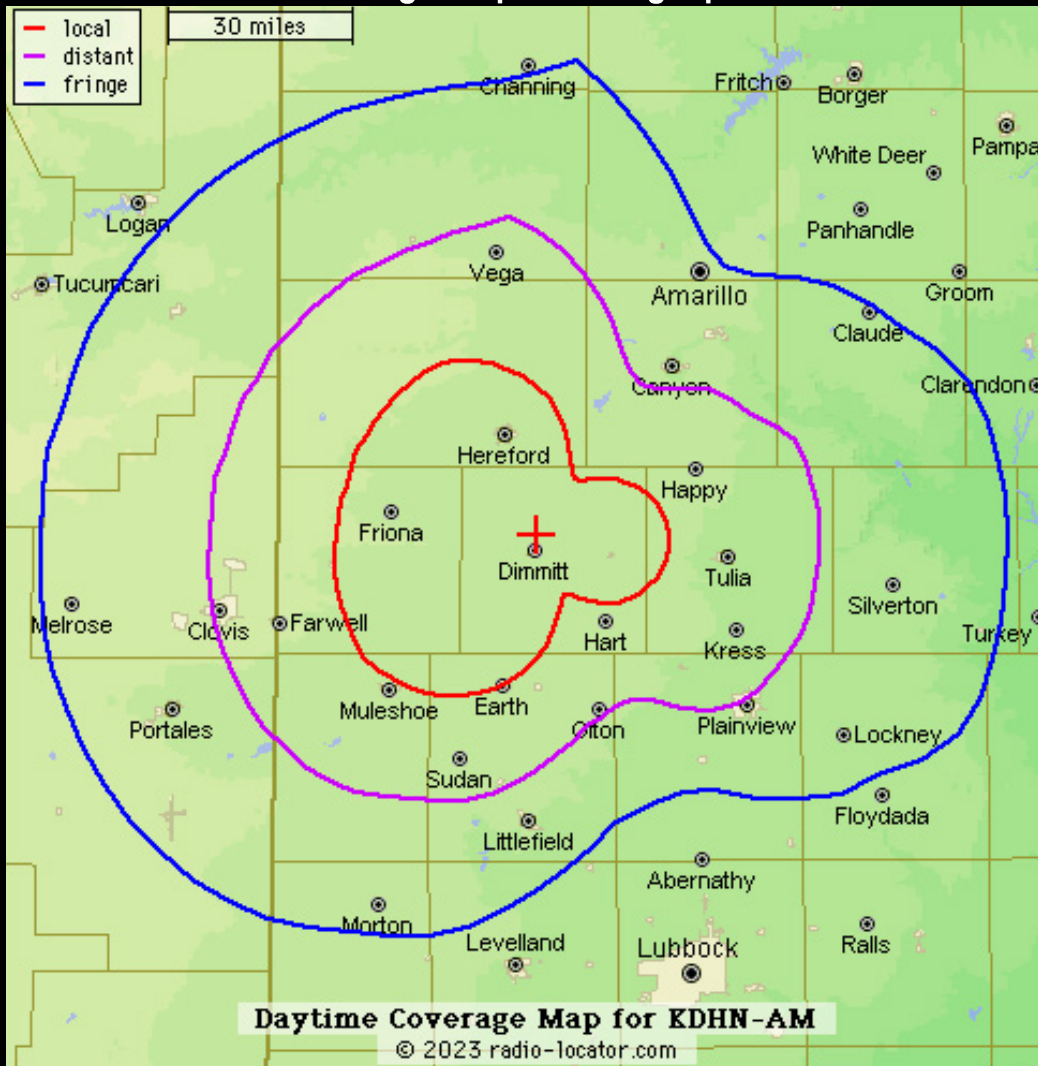 local
30 miles
distant
fringe
Channing
Fritch
Borger
Pampa
White Deer
Logan
Panhandle
Vega
Tucumcari
Amarillo
Groom
Claude
Canyon
Clarendon
Hereford
Happy
Friona
Dimmitt
Tulia
Silverton
Melrose
Clovis
Farwell
Hart
Kress
Turkey
Muleshoe
Earth
Portales
Olton
Plainview
Lockney
Sudan
Floydada
Littlefield
Abernathy
Morton
Levelland
Lubbock
Ralls
Daytime Coverage Map for KDHN-AM
© 2023 radio-locator.com